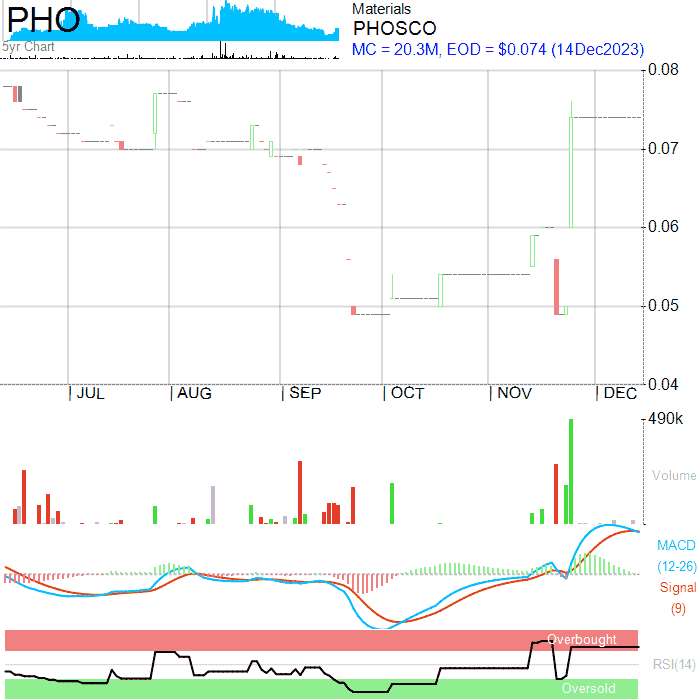 PHO
5yr Chart
Materials
PHOSCO
MC = 20.3M, EOD = $0.074 (14Dec2023)
0.08
0.07
0.06
0.05
0.04
JUL AUG SEP OCT NOV DEC
490k
Volume
MACD
(12-26)
Signal
(9)
Overbought
RSI(14)
Oversold